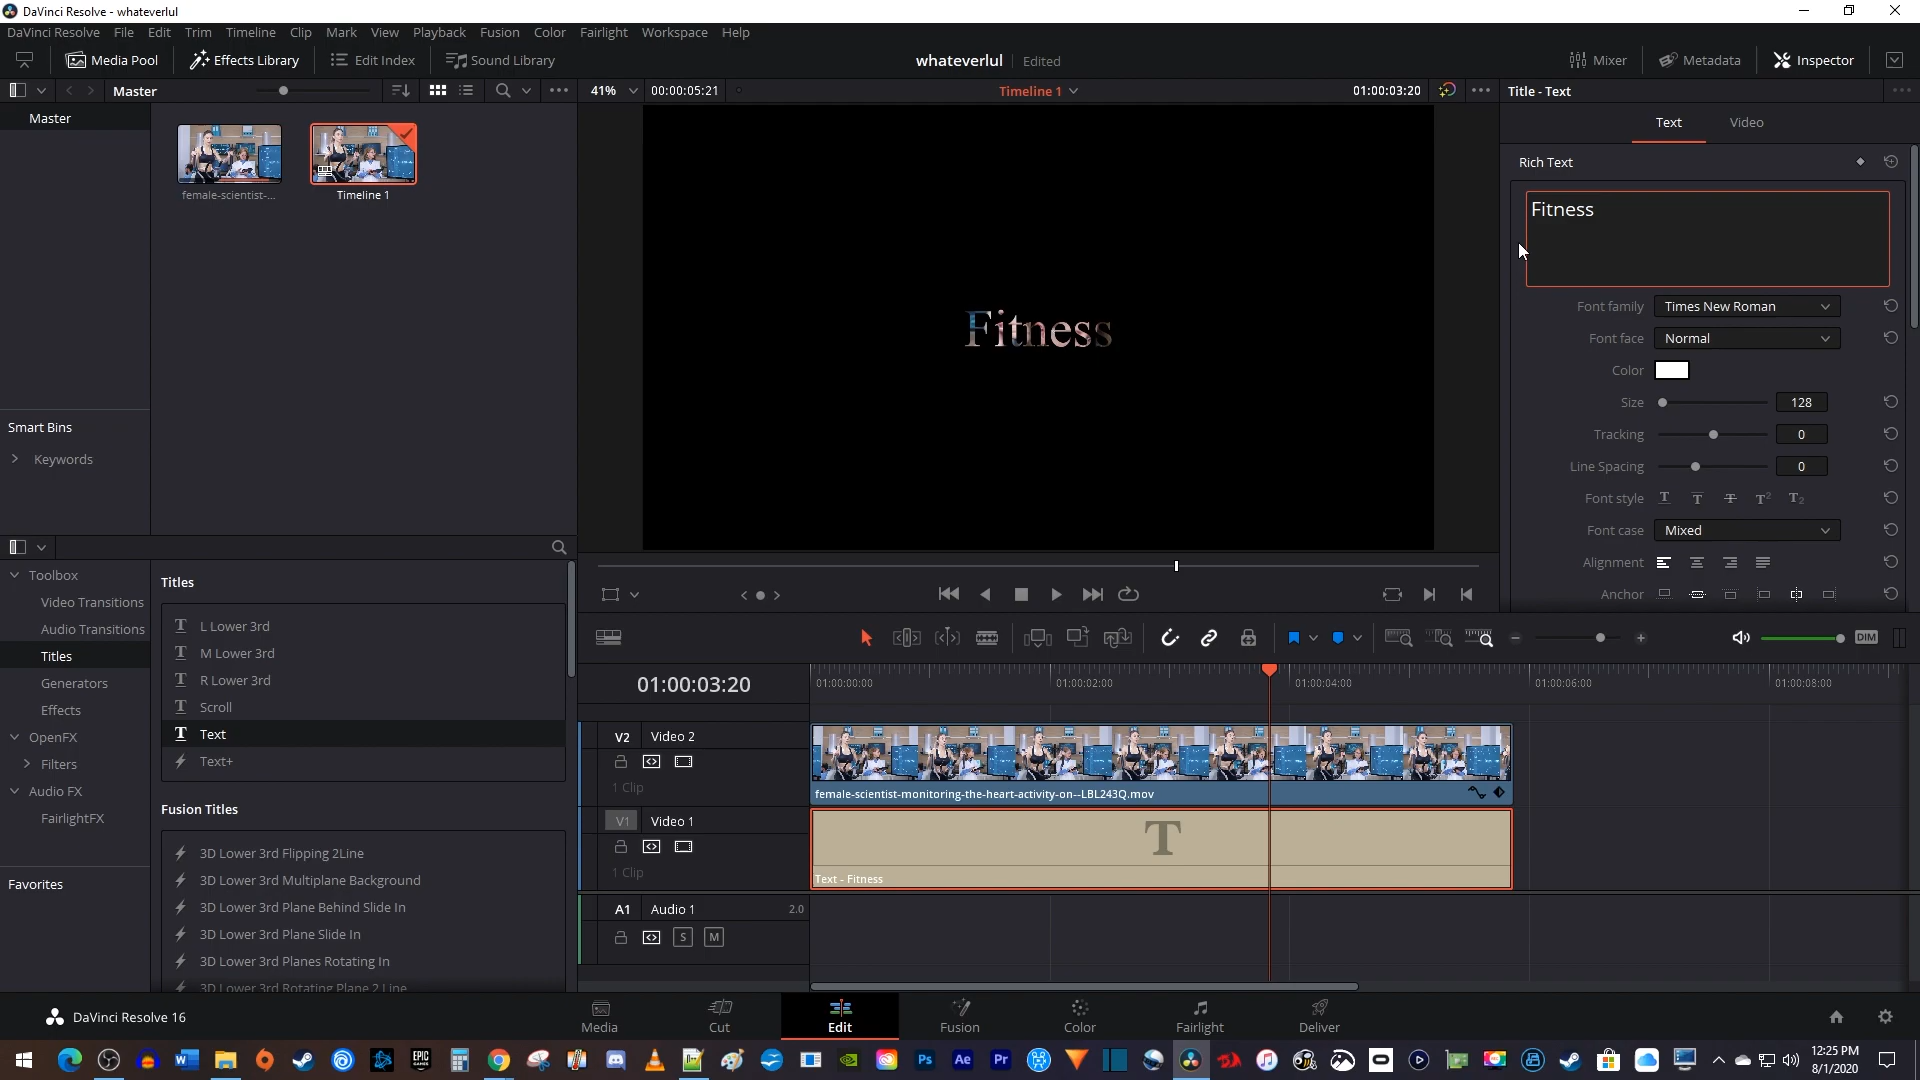 DaVinci Resolve - whateverlul
DaVinci Resolve File Edit Trim Timeline Clip Mark View Playback Fusion Color Fairlight Workspace Help
Media Pool Effects Library Edit Index Sound Library whateverlul Edited Mixer Metadata Inspector
Master 41% 00:00:05:21 Timeline 1 01:00:03:20 Title - Text
Master
female-scientist-...
Timeline 1
Smart Bins
Keywords
Fitness
Text Video
Rich Text
Fitness
Font family Times New Roman
Font face Normal
Color
Size 128
Tracking 0
Line Spacing 0
Font style T T T T² T₂
Font case Mixed
Alignment
Anchor
Toolbox
Video Transitions
Audio Transitions
Titles
Generators
Effects
OpenFX
Filters
Audio FX
FairlightFX
Favorites
Titles
T L Lower 3rd
T M Lower 3rd
T R Lower 3rd
T Scroll
T Text
Text+
Fusion Titles
3D Lower 3rd Flipping 2Line
3D Lower 3rd Multiplane Background
3D Lower 3rd Plane Behind Slide In
3D Lower 3rd Plane Slide In
3D Lower 3rd Planes Rotating In
3D Lower 3rd Rotating Plane 2 Line
DIM
01:00:03:20 01:00:00:00 01:00:02:00 01:00:04:00 01:00:06:00 01:00:08:00
V2 Video 2
1 Clip
female-scientist-monitoring-the-heart-activity-on--LBL243Q.mov
V1 Video 1
1 Clip
T
Text - Fitness
A1 Audio 1 2.0
S M
DaVinci Resolve 16
Media Cut Edit Fusion Color Fairlight Deliver
W EPIC GAMES Ps Ae Pr
12:25 PM
8/1/2020